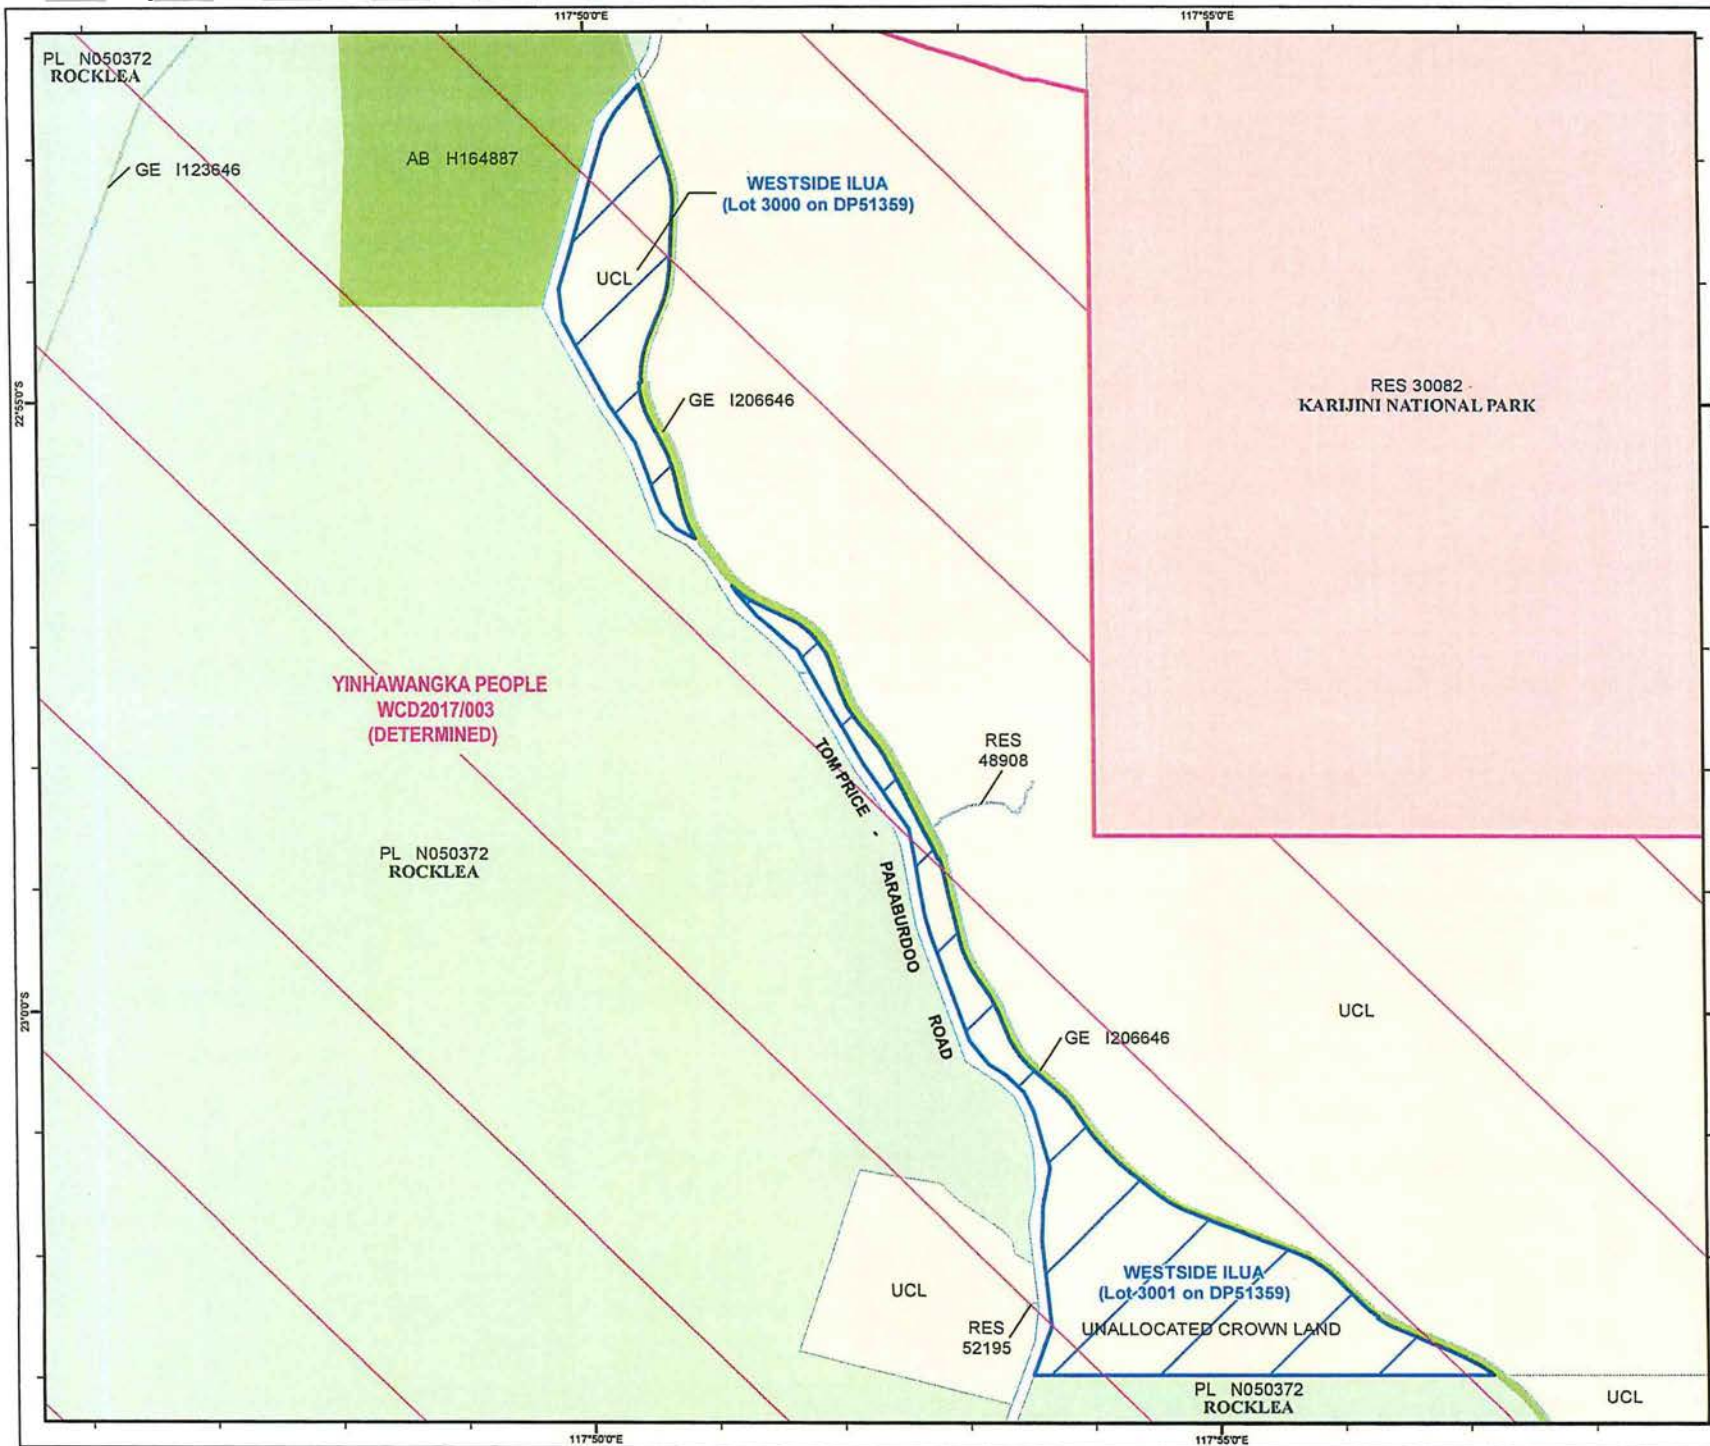 117°50'0"E
117°55'0"E
PL N050372
ROCKLEA
GE I123646
AB H164887
WESTSIDE ILUA
(Lot 3000 on DP51359)
UCL
22°55'0"S
GE I206646
RES 30082
KARIJINI NATIONAL PARK
YINHAWANGKA PEOPLE
WCD2017/003
(DETERMINED)
RES
48908
TOM PRICE - PARABURDOO ROAD
PL N050372
ROCKLEA
23°0'0"S
UCL
GE I206646
UCL
WESTSIDE ILUA
(Lot 3001 on DP51359)
UNALLOCATED CROWN LAND
RES
52195
PL N050372
ROCKLEA
UCL
117°50'0"E
117°55'0"E